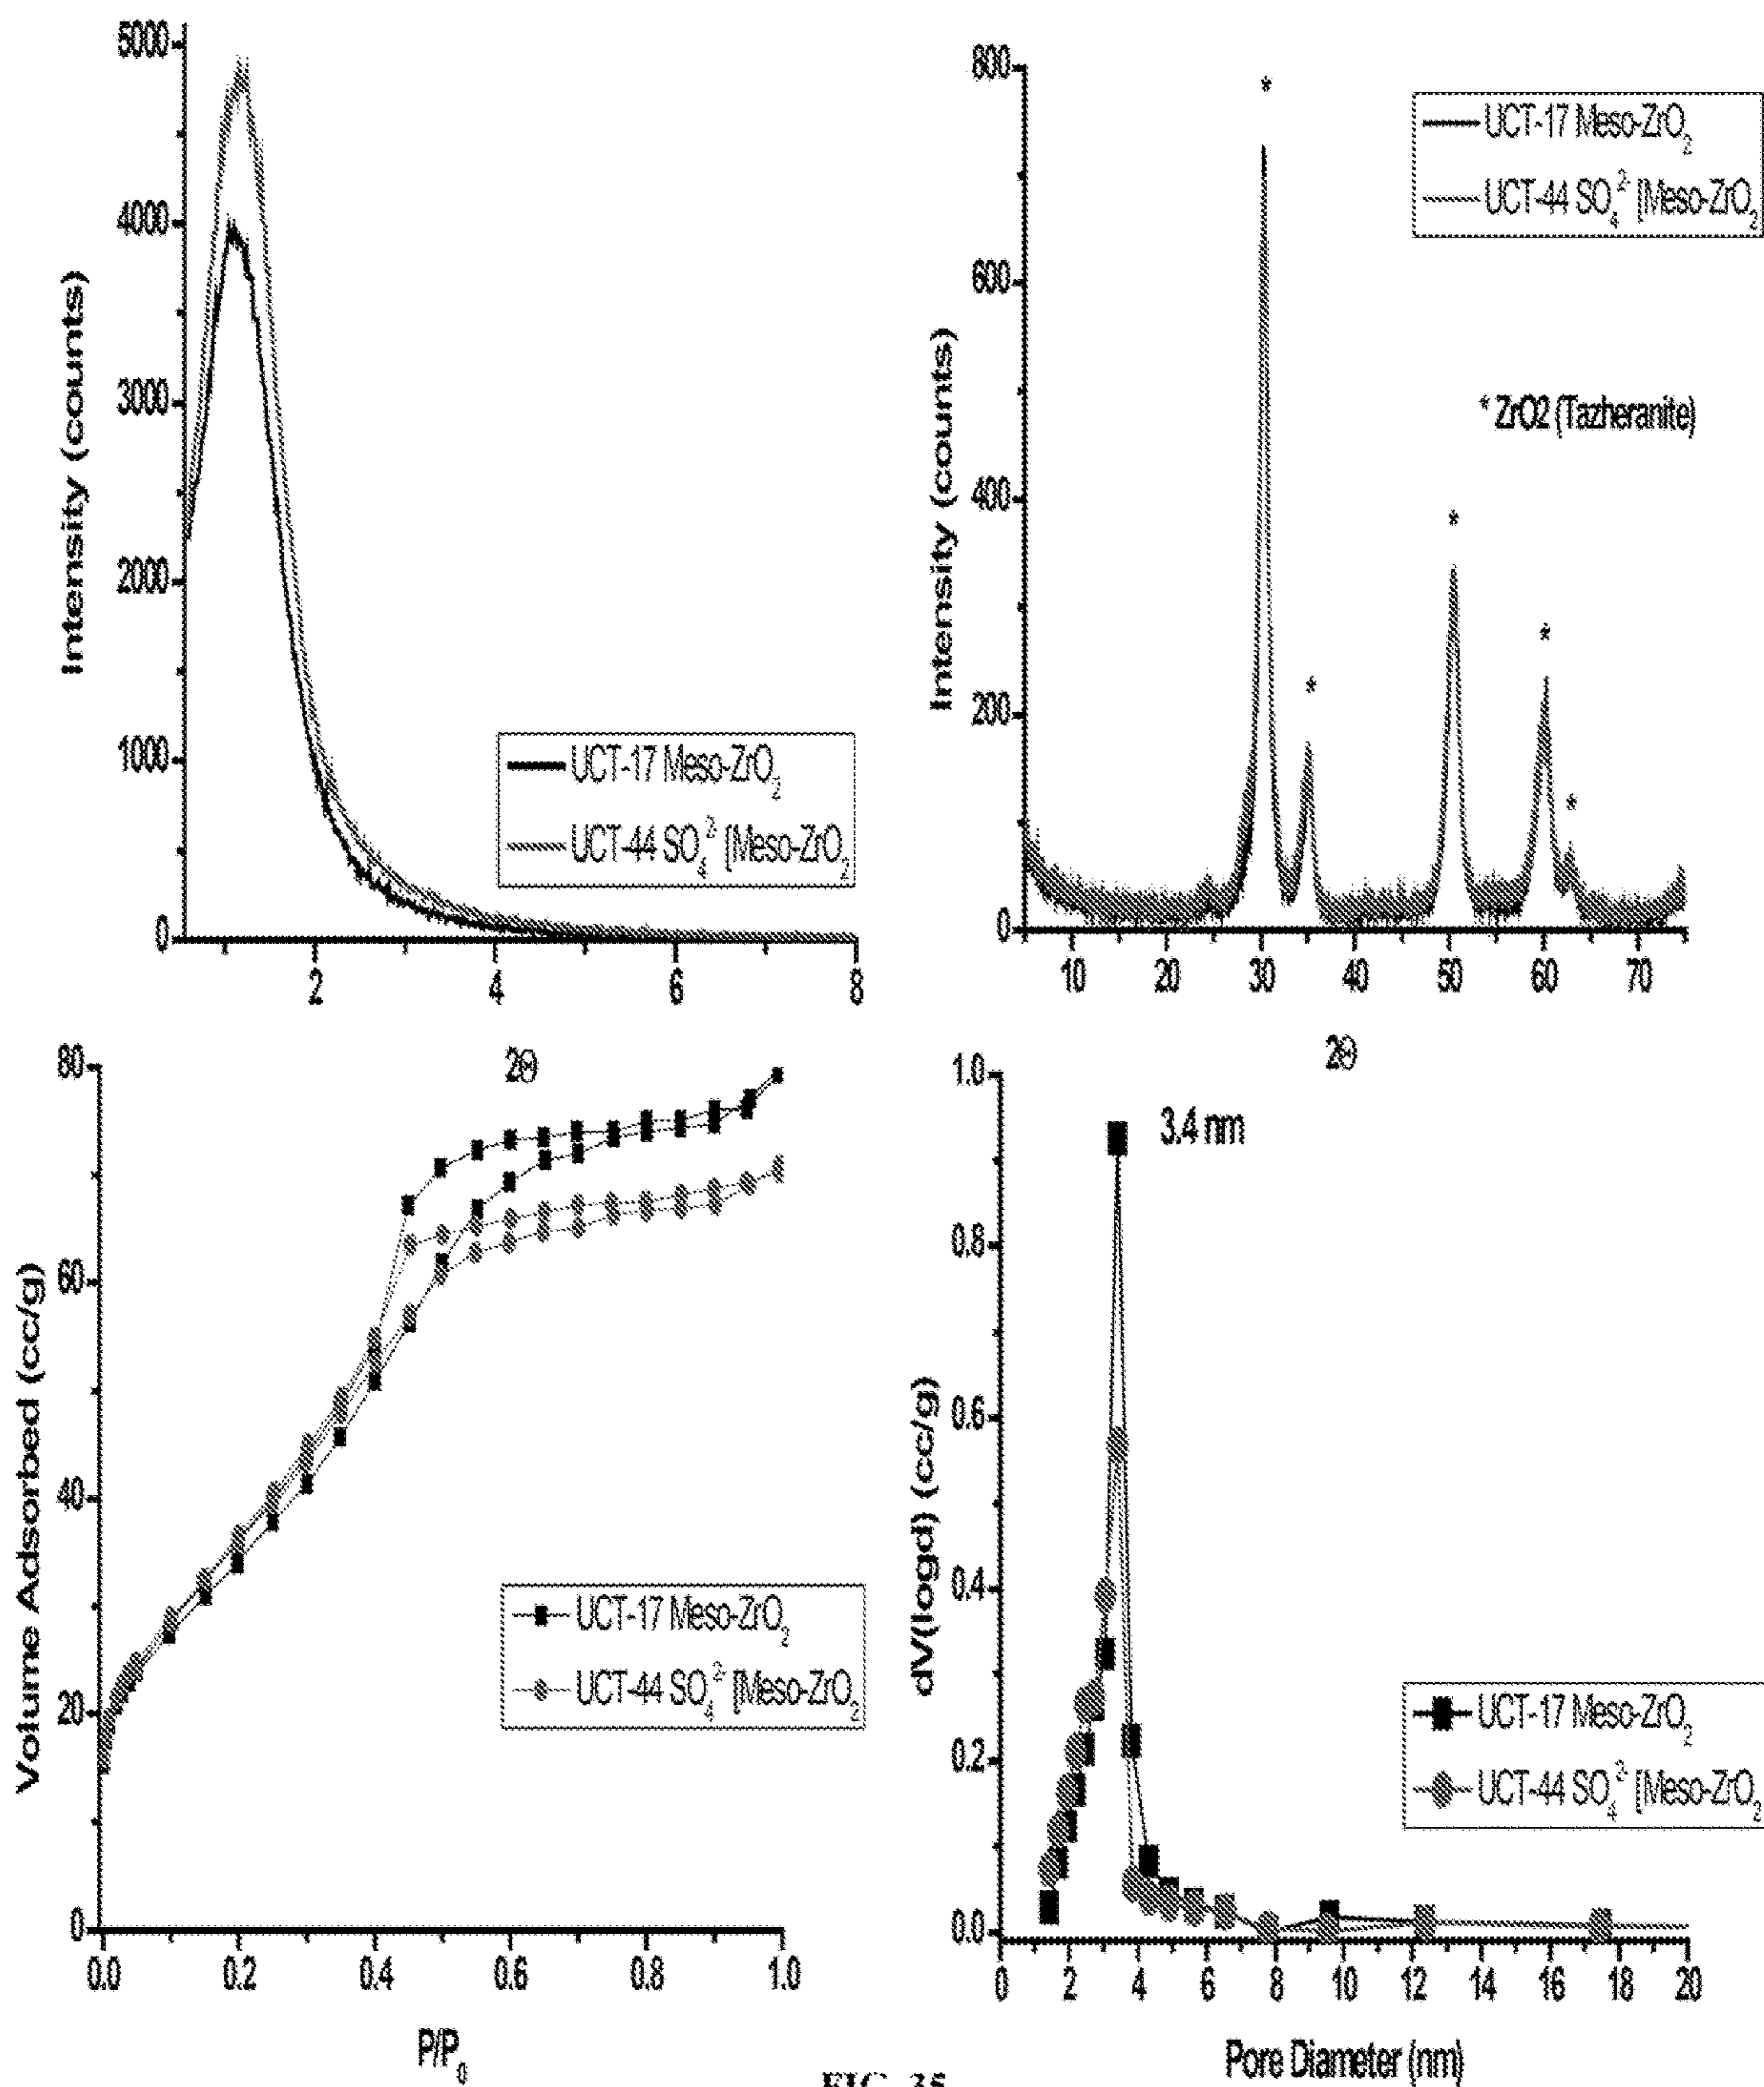 5000
4000
3000
2000
1000
0
2
4
6
8
Intensity (counts)
2Θ
UCT-17 Meso-ZrO₂
UCT-44 SO₄²⁻ [Meso-ZrO₂
800
600
400
200
0
10
20
30
40
50
60
70
Intensity (counts)
2Θ
*
*
*
*
*
UCT-17 Meso-ZrO₂
UCT-44 SO₄²⁻ [Meso-ZrO₂
* ZrO2 (Tazheranite)
80
60
40
20
0
0.0
0.2
0.4
0.6
0.8
1.0
Volume Adsorbed (cc/g)
P/P₀
UCT-17 Meso-ZrO₂
UCT-44 SO₄²⁻ [Meso-ZrO₂
1.0
0.8
0.6
0.4
0.2
0.0
0
2
4
6
8
10
12
14
16
18
20
dV(logd) (cc/g)
Pore Diameter (nm)
3.4 nm
UCT-17 Meso-ZrO₂
UCT-44 SO₄²⁻ [Meso-ZrO₂
FIG. 35